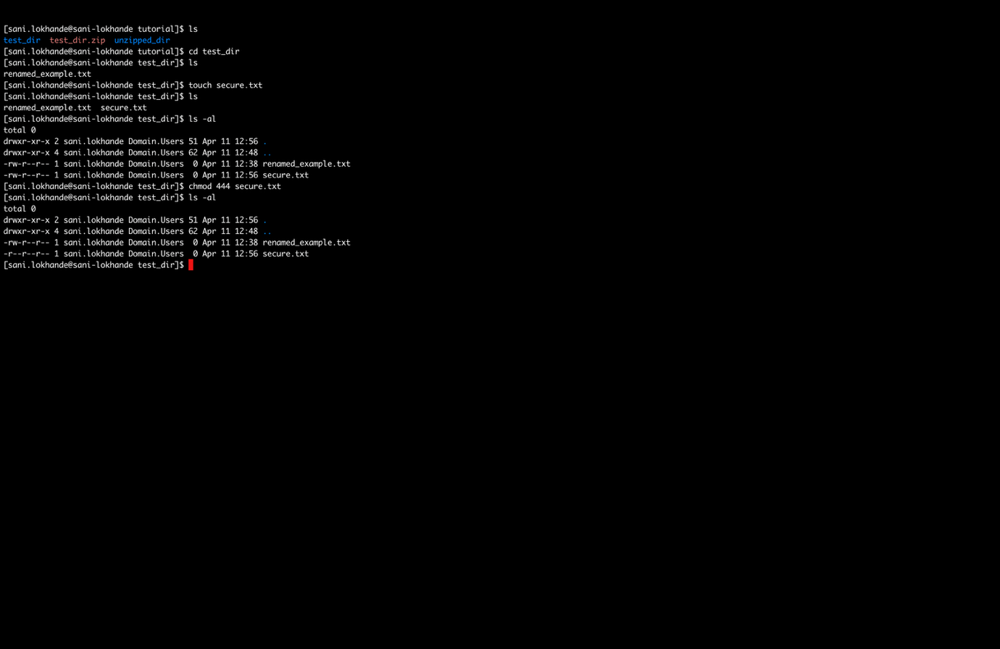 [sani.lokhande@sani-lokhande tutorial]$ ls
test_dir  test_dir.zip  unzipped_dir
[sani.lokhande@sani-lokhande tutorial]$ cd test_dir
[sani.lokhande@sani-lokhande test_dir]$ ls
renamed_example.txt
[sani.lokhande@sani-lokhande test_dir]$ touch secure.txt
[sani.lokhande@sani-lokhande test_dir]$ ls
renamed_example.txt  secure.txt
[sani.lokhande@sani-lokhande test_dir]$ ls -al
total 0
drwxr-xr-x 2 sani.lokhande Domain.Users 51 Apr 11 12:56 .
drwxr-xr-x 4 sani.lokhande Domain.Users 62 Apr 11 12:48 ..
-rw-r--r-- 1 sani.lokhande Domain.Users  0 Apr 11 12:38 renamed_example.txt
-rw-r--r-- 1 sani.lokhande Domain.Users  0 Apr 11 12:56 secure.txt
[sani.lokhande@sani-lokhande test_dir]$ chmod 444 secure.txt
[sani.lokhande@sani-lokhande test_dir]$ ls -al
total 0
drwxr-xr-x 2 sani.lokhande Domain.Users 51 Apr 11 12:56 .
drwxr-xr-x 4 sani.lokhande Domain.Users 62 Apr 11 12:48 ..
-rw-r--r-- 1 sani.lokhande Domain.Users  0 Apr 11 12:38 renamed_example.txt
-r--r--r-- 1 sani.lokhande Domain.Users  0 Apr 11 12:56 secure.txt
[sani.lokhande@sani-lokhande test_dir]$